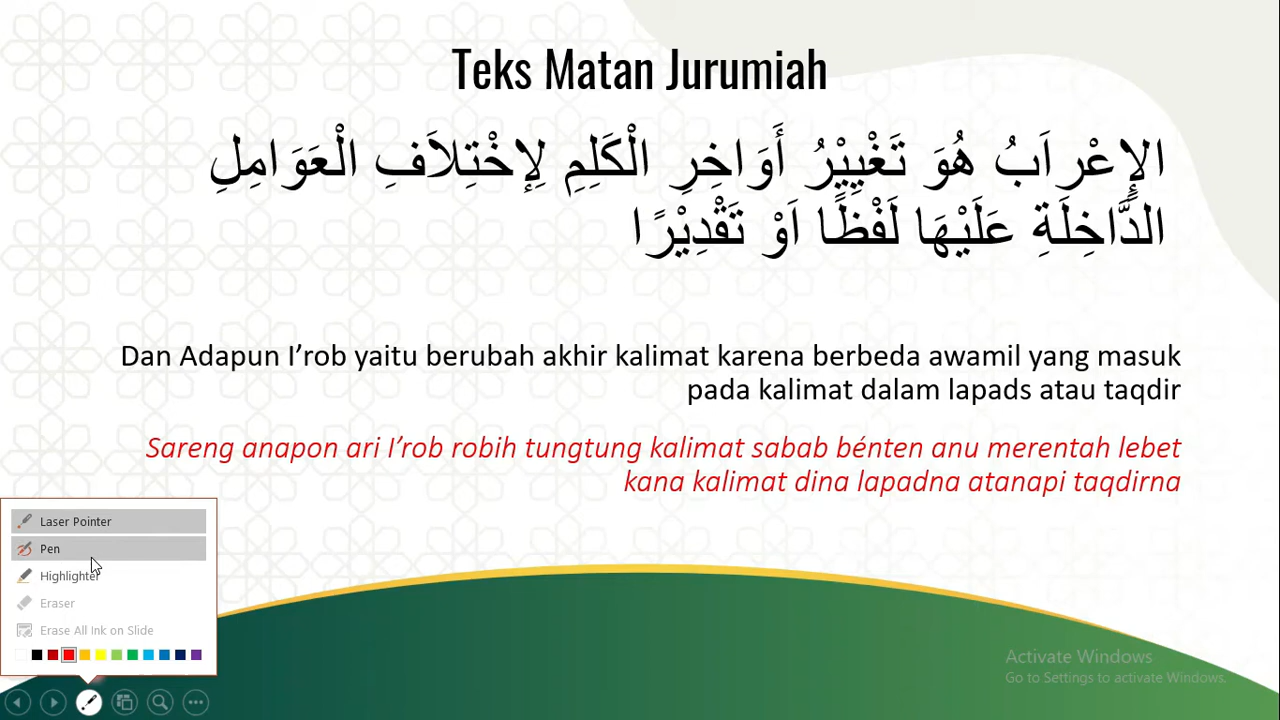 Teks Matan Jurumiah
الإِعْرَابُ هُوَ تَغْيِيْرُ أَوَاخِرِ الْكَلِمِ لِإِخْتِلَافِ الْعَوَامِلِ
الدَّاخِلَةِ عَلَيْهَا لَفْظًا اَوْ تَقْدِيْرًا
Dan Adapun I’rob yaitu berubah akhir kalimat karena berbeda awamil yang masuk
pada kalimat dalam lapads atau taqdir
Sareng anapon ari I’rob robih tungtung kalimat sabab bénten anu merentah lebet
kana kalimat dina lapadna atanapi taqdirna
Laser Pointer
Pen
Highlighter
Eraser
Erase All Ink on Slide
Activate Windows
Go to Settings to activate Windows.